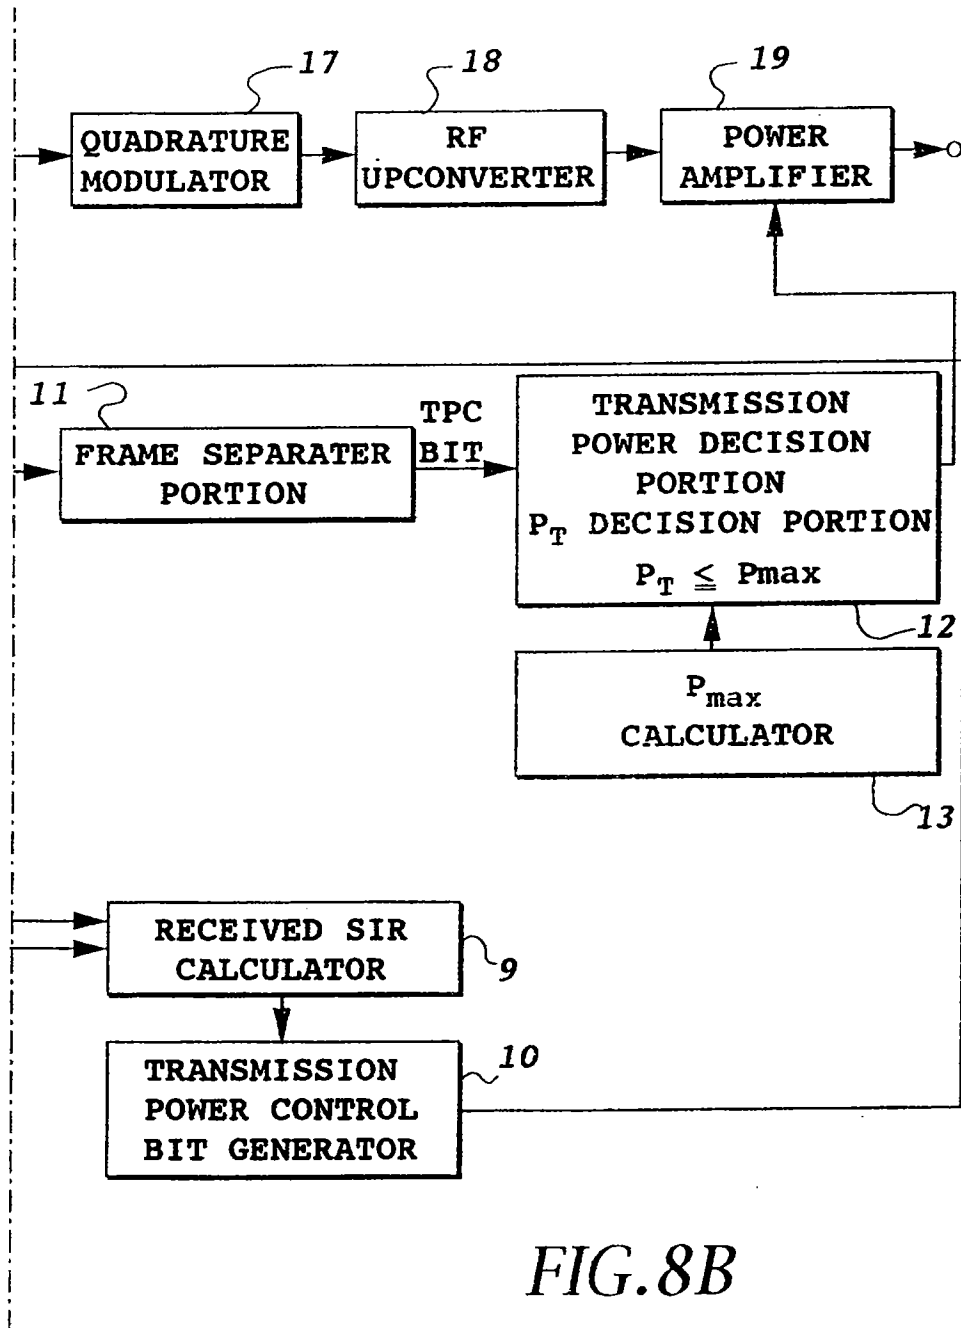 17
18
19
QUADRATURE
MODULATOR
RF
UPCONVERTER
POWER
AMPLIFIER
11
FRAME SEPARATER
PORTION
TPC
BIT
TRANSMISSION
POWER DECISION
PORTION
PT DECISION PORTION
PT ≦ Pmax
12
Pmax
CALCULATOR
13
RECEIVED SIR
CALCULATOR
9
TRANSMISSION
POWER CONTROL
BIT GENERATOR
10
FIG.8B